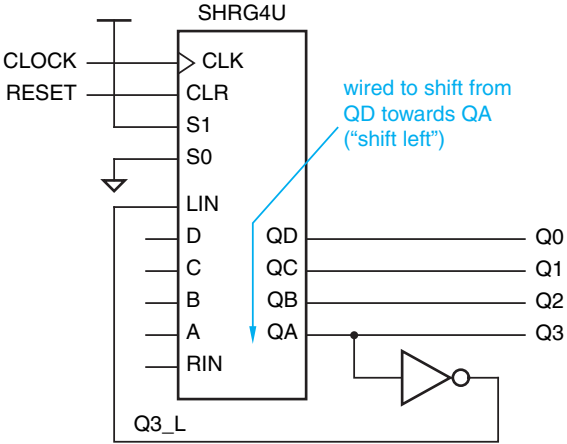 SHRG4U
CLOCK
CLK
RESET
CLR
S1
S0
wired to shift from
QD towards QA
("shift left")
LIN
D
QD
Q0
C
QC
Q1
B
QB
Q2
A
QA
Q3
RIN
Q3_L